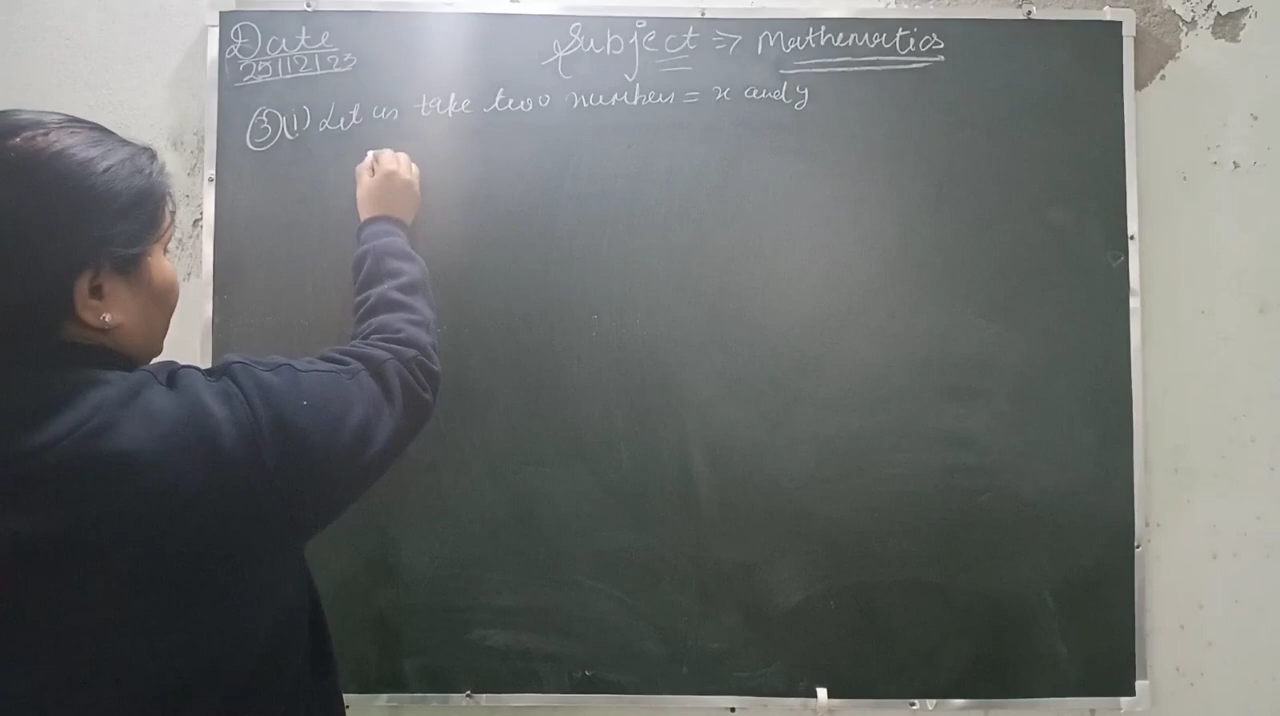 Date
25/12/23
Subject ⇒ Mathematics
③(i) Let us take two numbers = x and y